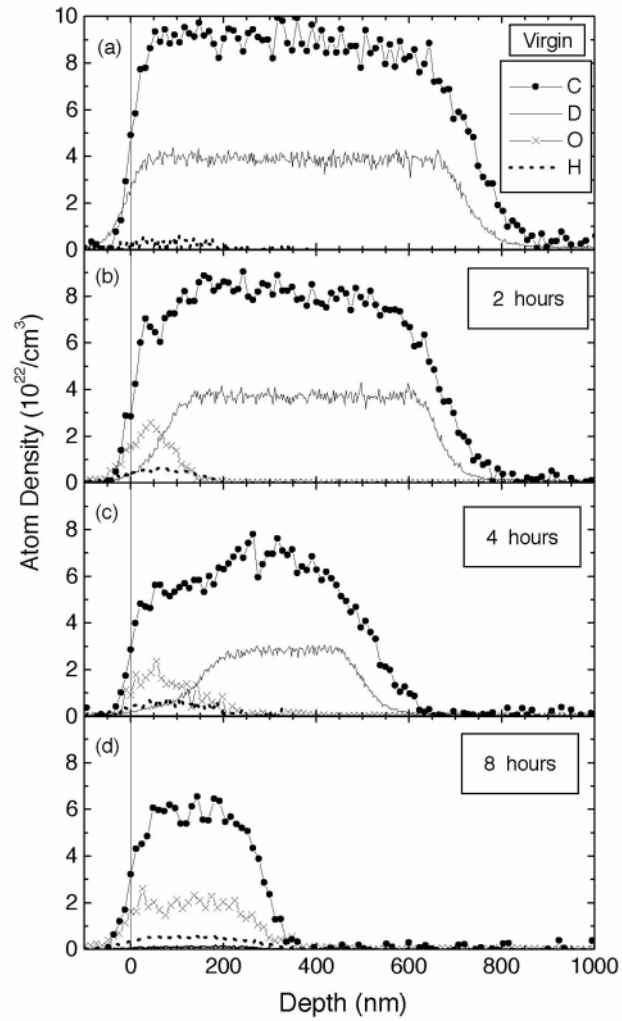 10
(a)
Virgin
8
C
D
6
O
H
4
2
0
(b)
2 hours
8
6
4
2
0
(c)
4 hours
8
6
4
2
0
(d)
8 hours
8
6
4
2
0
Atom Density (10²²/cm³)
0 200 400 600 800 1000
Depth (nm)